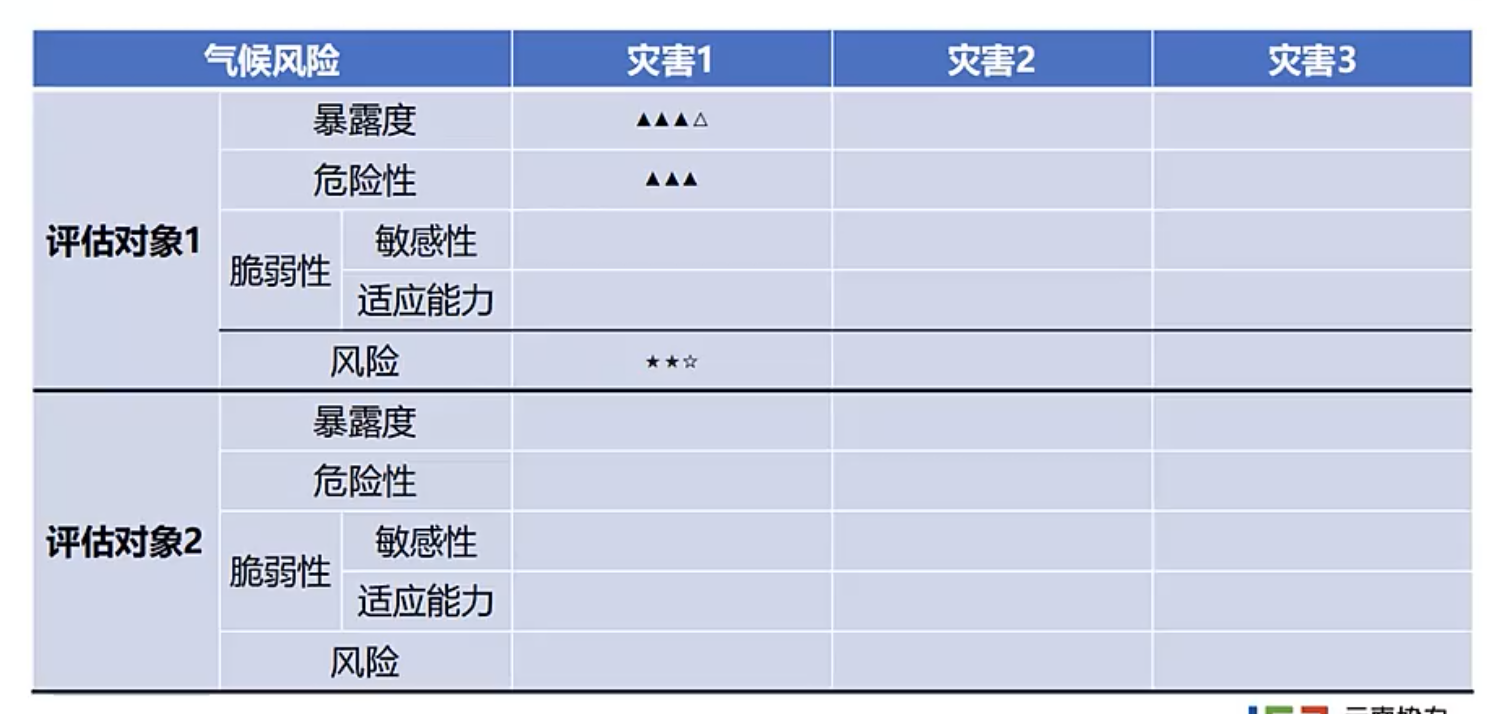 气候风险 灾害1 灾害2 灾害3
评估对象1
暴露度 ▲▲▲△
危险性 ▲▲▲
脆弱性
敏感性
适应能力
风险 ★★☆
评估对象2
暴露度
危险性
脆弱性
敏感性
适应能力
风险